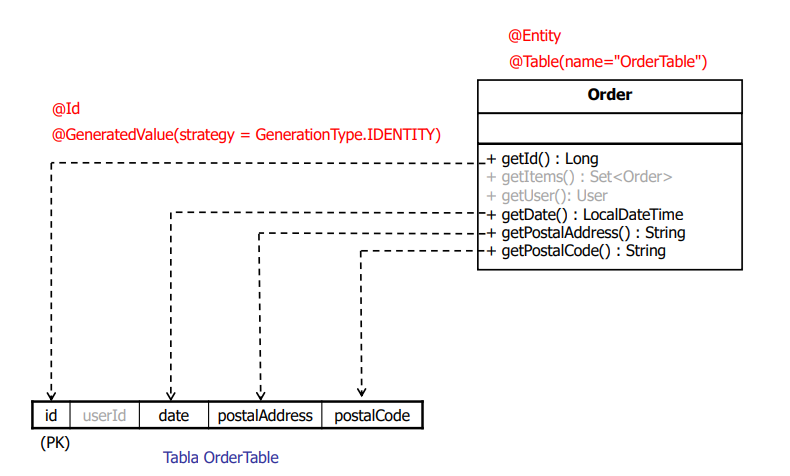 @Entity
@Table(name="OrderTable")
Order
@Id
@GeneratedValue(strategy = GenerationType.IDENTITY)
+ getId() : Long
+ getItems() : Set<Order>
+ getUser(): User
+ getDate() : LocalDateTime
+ getPostalAddress() : String
+ getPostalCode() : String
id userId date postalAddress postalCode
(PK)
Tabla OrderTable